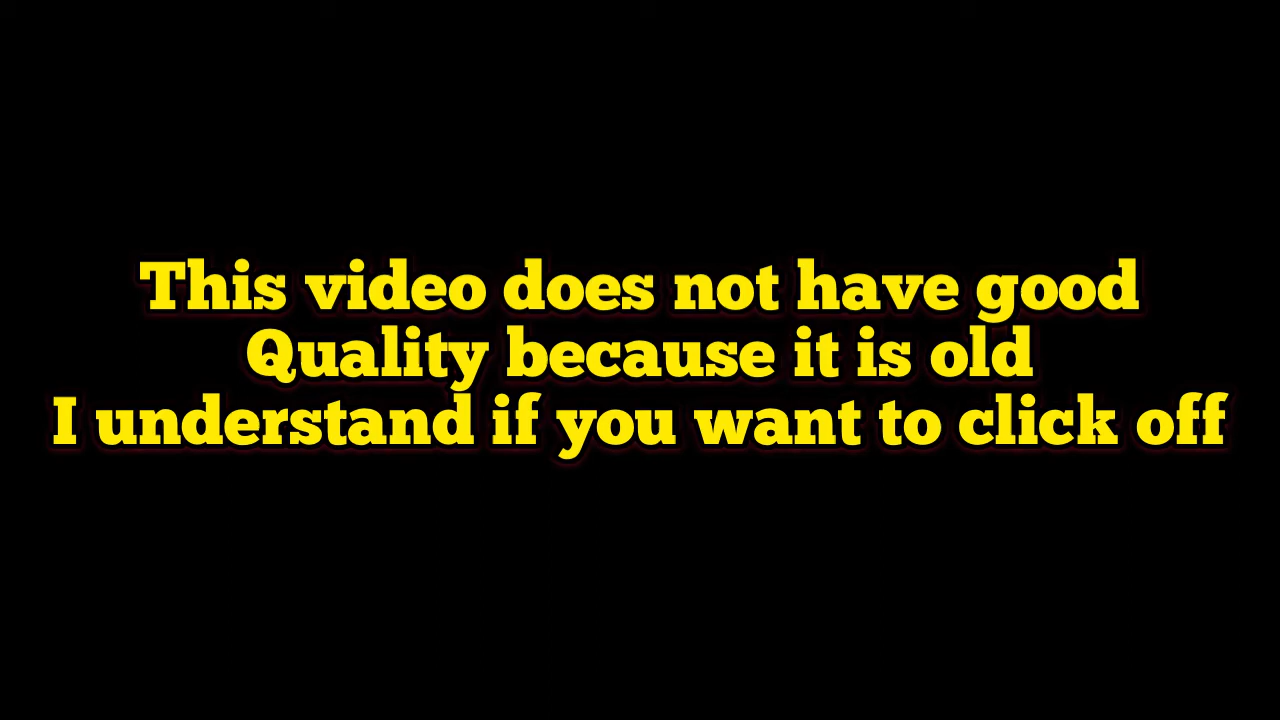 This video does not have good
Quality because it is old
I understand if you want to click off